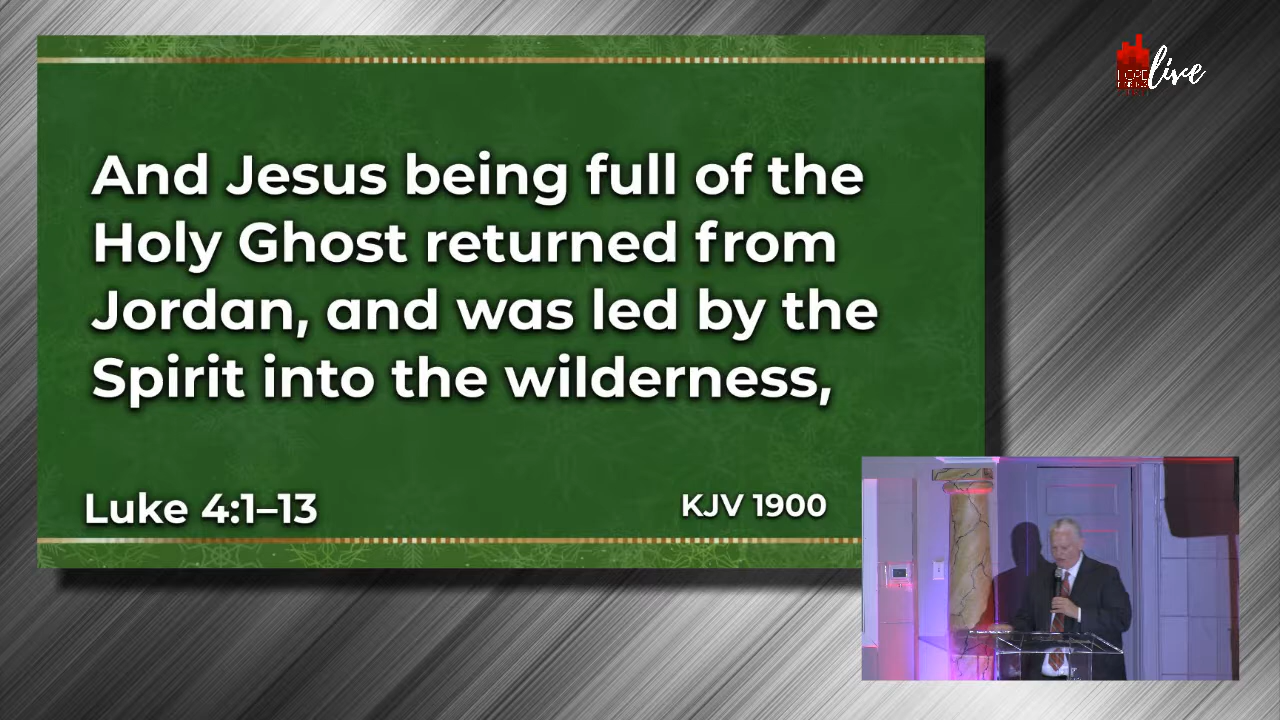 And Jesus being full of the
Holy Ghost returned from
Jordan, and was led by the
Spirit into the wilderness,
Luke 4:1–13
KJV 1900
HOPE
live